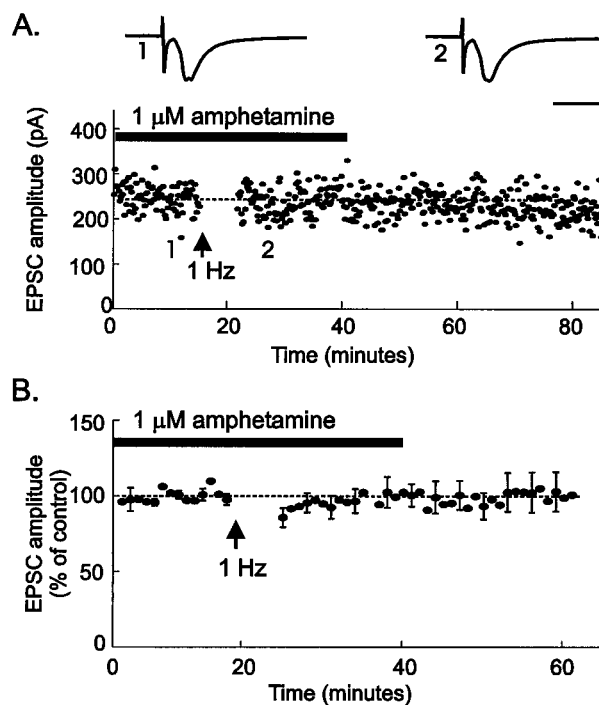 A.
1
2
1 μM amphetamine
EPSC amplitude (pA)
400
300
200
100
0
1
2
1 Hz
0
20
40
60
80
Time (minutes)
B.
1 μM amphetamine
EPSC amplitude
(% of control)
150
100
50
0
1 Hz
0
20
40
60
Time (minutes)